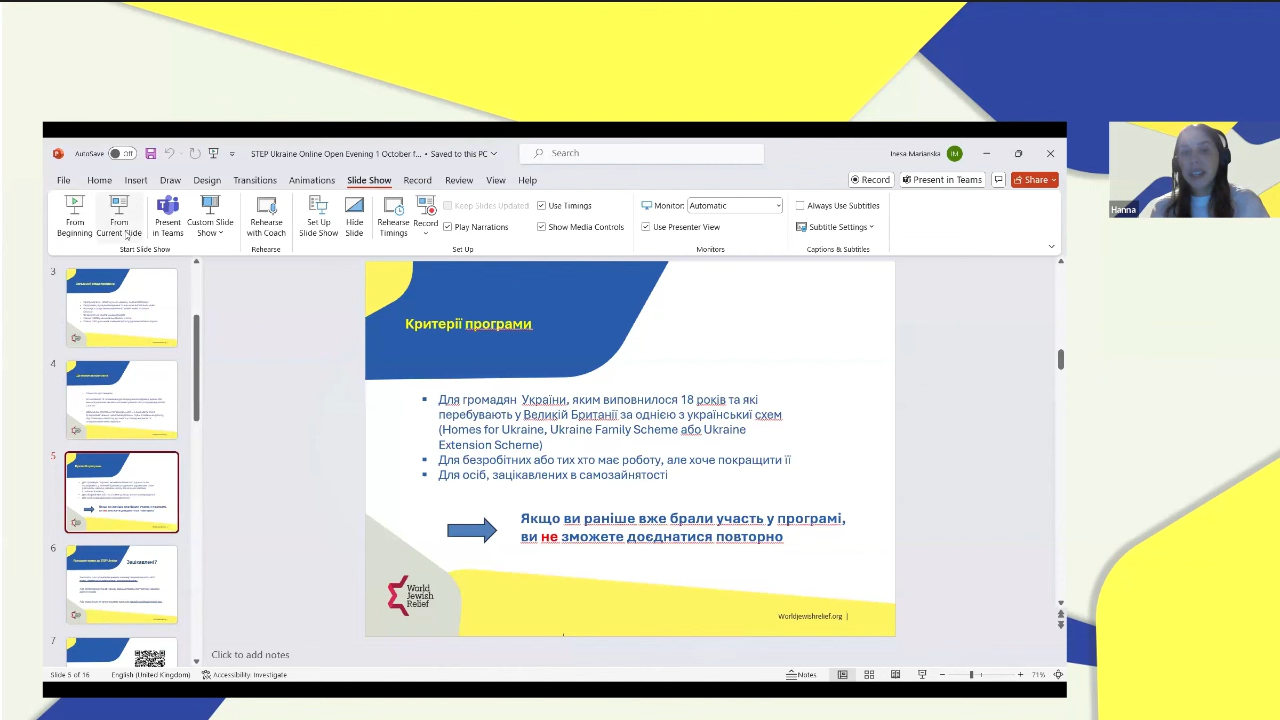 AutoSave Off
STEP Ukraine Online Open Evening 1 October f... • Saved to this PC
Search
Inesa Marianska IM
File Home Insert Draw Design Transitions Animations Slide Show Record Review View Help
Record Present in Teams Share
From Beginning
From Current Slide
Present in Teams
Custom Slide Show
Rehearse with Coach
Set Up Slide Show
Hide Slide
Rehearse Timings
Record
Keep Slides Updated
Play Narrations
Use Timings
Show Media Controls
Monitor: Automatic
Use Presenter View
Always Use Subtitles
Subtitle Settings
Start Slide Show Rehearse Set Up Monitors Captions & Subtitles
Hanna
3
4
5
6
Зацікавлені?
7
Критерії програми
Для громадян України, яким виповнилося 18 років та які
перебувають у Великій Британії за однією з український схем
(Homes for Ukraine, Ukraine Family Scheme або Ukraine
Extension Scheme)
Для безробітних або тих хто має роботу, але хоче покращити її
Для осіб, зацікавлених в самозайнятості
Якщо ви раніше вже брали участь у програмі,
ви не зможете доєднатися повторно
World
Jewish
Relief
Worldjewishrelief.org |
Click to add notes
Slide 5 of 16 English (United Kingdom) Accessibility: Investigate Notes 71%